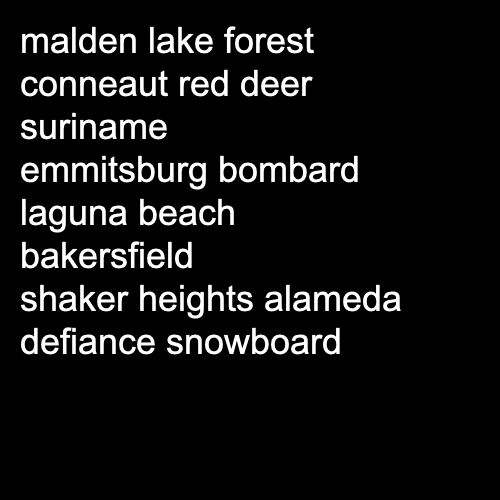 malden lake forest
conneaut red deer
suriname
emmitsburg bombard
laguna beach
bakersfield
shaker heights alameda
defiance snowboard